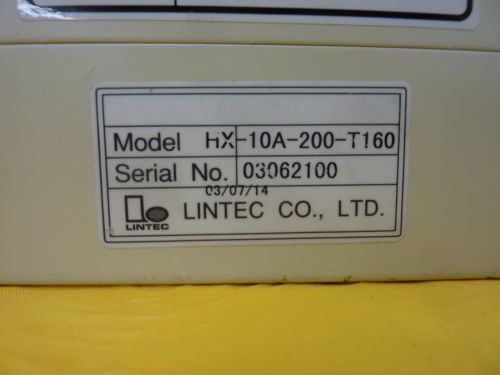 Model HX-10A-200-T160
Serial No. 03062100
03/07/14
LINTEC LINTEC CO., LTD.